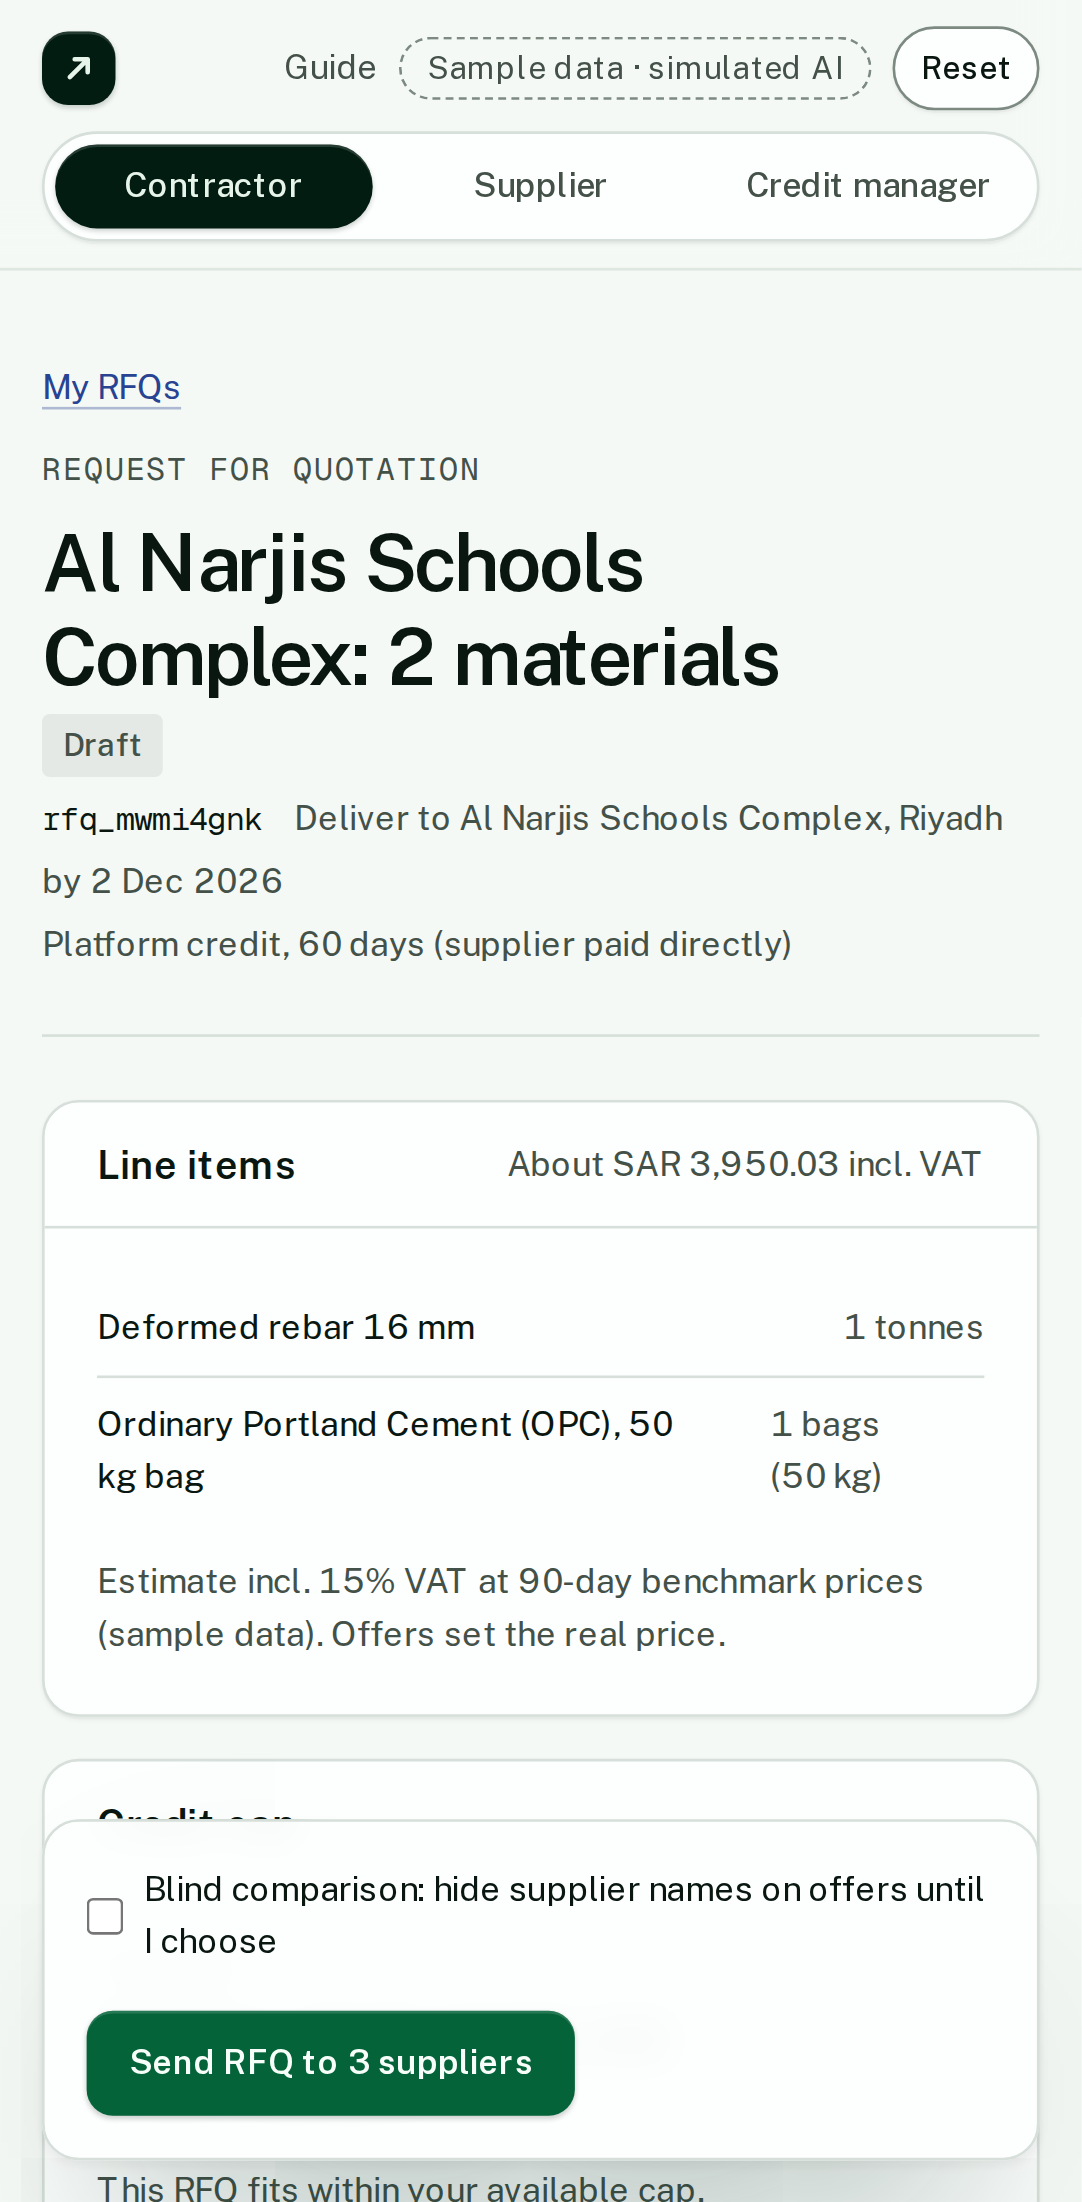 Guide
Sample data · simulated AI
Reset
Contractor
Supplier
Credit manager
My RFQs
REQUEST FOR QUOTATION
Al Narjis Schools
Complex: 2 materials
Draft
rfq_mwmi4gnk Deliver to Al Narjis Schools Complex, Riyadh
by 2 Dec 2026
Platform credit, 60 days (supplier paid directly)
Line items
About SAR 3,950.03 incl. VAT
Deformed rebar 16 mm
1 tonnes
Ordinary Portland Cement (OPC), 50
kg bag
1 bags
(50 kg)
Estimate incl. 15% VAT at 90-day benchmark prices
(sample data). Offers set the real price.
Credit cap
Blind comparison: hide supplier names on offers until
I choose
Send RFQ to 3 suppliers
This RFQ fits within your available cap.